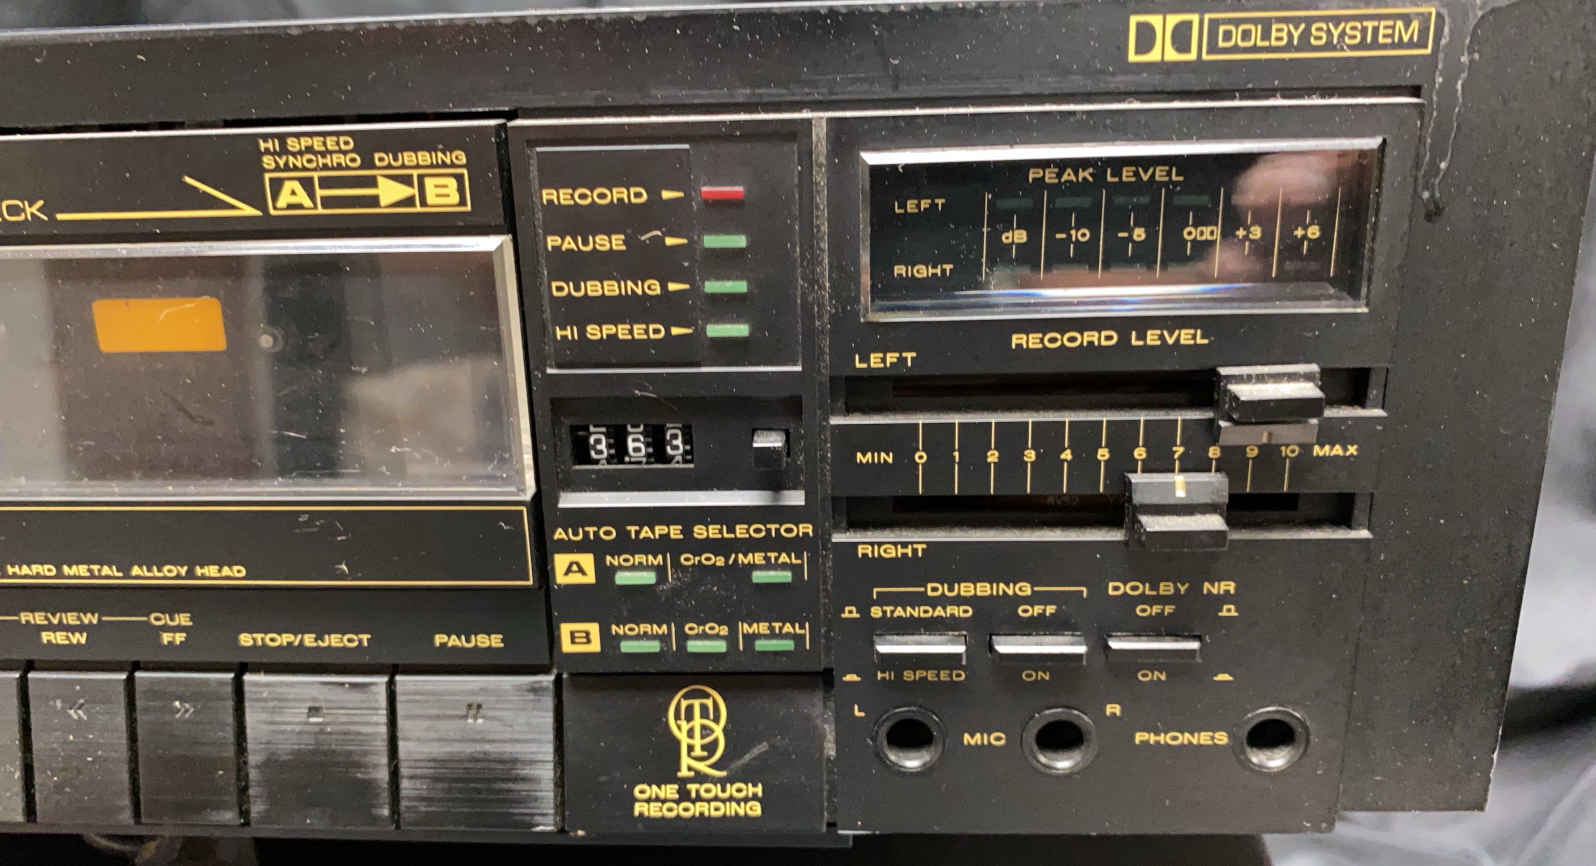 DOLBY SYSTEM
HI SPEED
SYNCHRO DUBBING
A B
ECK
RECORD
PAUSE
DUBBING
HI SPEED
363
PEAK LEVEL
LEFT
dB -10 -5 0 +3 +6
RIGHT
RECORD LEVEL
LEFT
MIN 0 1 2 3 4 5 6 7 8 9 10 MAX
RIGHT
AUTO TAPE SELECTOR
A NORM CrO2/METAL
B NORM CrO2 METAL
HARD METAL ALLOY HEAD
REVIEW CUE
REW FF STOP/EJECT PAUSE
OTR
ONE TOUCH
RECORDING
DUBBING DOLBY NR
STANDARD OFF OFF
HI SPEED ON ON
L MIC R PHONES